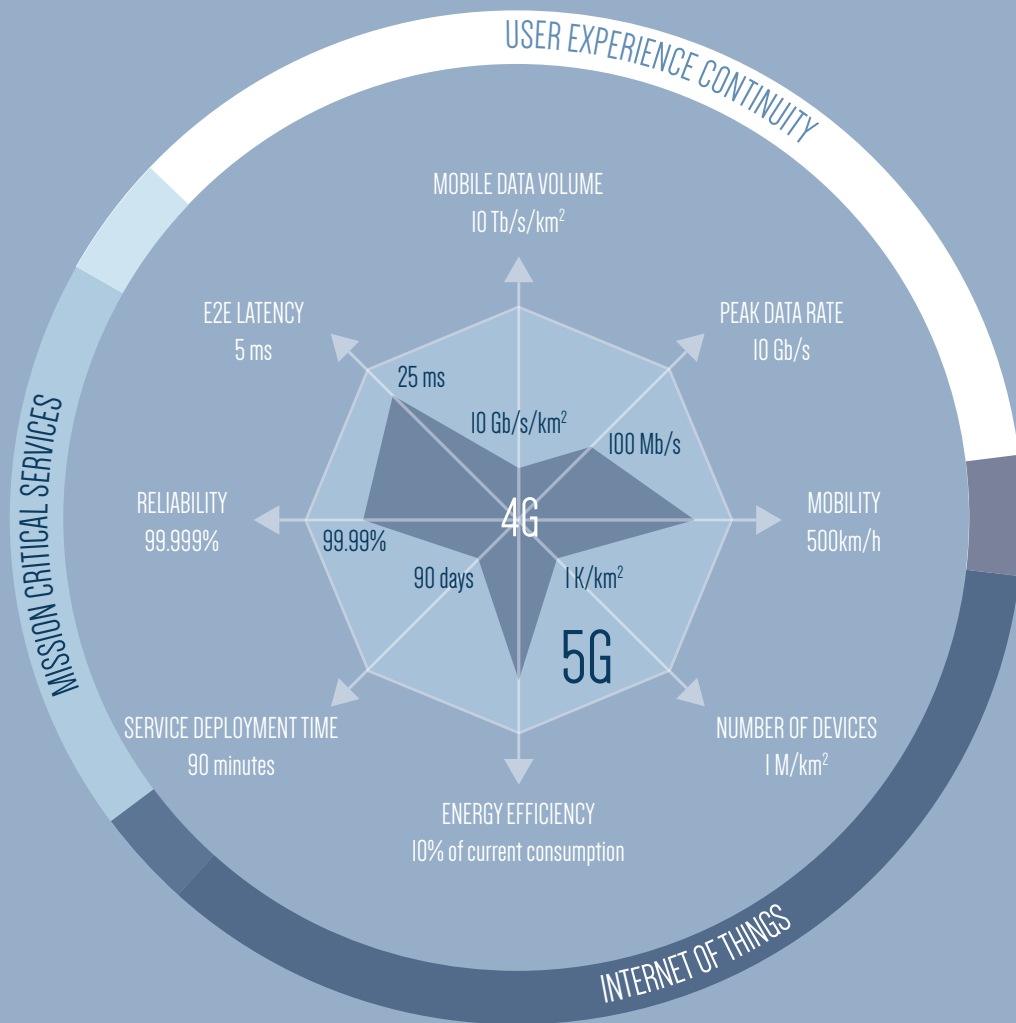 USER EXPERIENCE CONTINUITY
MOBILE DATA VOLUME
10 Tb/s/km²
E2E LATENCY
5 ms
PEAK DATA RATE
10 Gb/s
25 ms
10 Gb/s/km²
100 Mb/s
RELIABILITY
99.999%
4G
MOBILITY
500km/h
99.99%
90 days
1 K/km²
5G
MISSION CRITICAL SERVICES
SERVICE DEPLOYMENT TIME
90 minutes
NUMBER OF DEVICES
1 M/km²
ENERGY EFFICIENCY
10% of current consumption
INTERNET OF THINGS